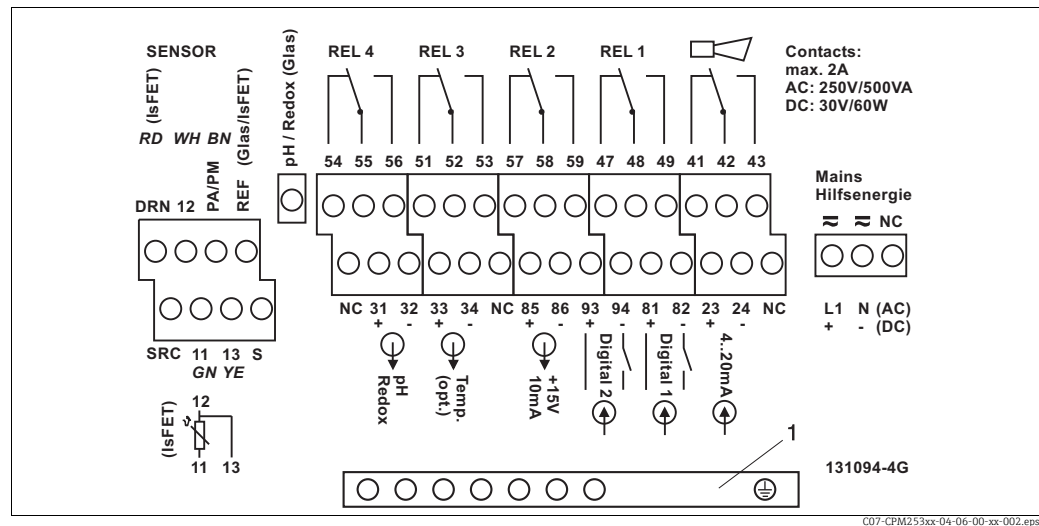 SENSOR
(IsFET)
RD WH BN
(Glas/IsFET)
DRN 12 PA/PM REF
pH / Redox (Glas)
REL 4 REL 3 REL 2 REL 1
Contacts:
max. 2A
AC: 250V/500VA
DC: 30V/60W
54 55 56 51 52 53 57 58 59 47 48 49 41 42 43
Mains
Hilfsenergie
NC
NC 31 32 33 34 NC 85 86 93 94 81 82 23 24 NC
+ - + - + - + - + - + -
L1 N (AC)
+ - (DC)
SRC 11 13 S
GN YE
pH
Redox
Temp.
(opt.)
+15V
10mA
Digital 2
Digital 1
4..20mA
(IsFET)
12
11 13
1
131094-4G
C07-CPM253xx-04-06-00-xx-002.eps